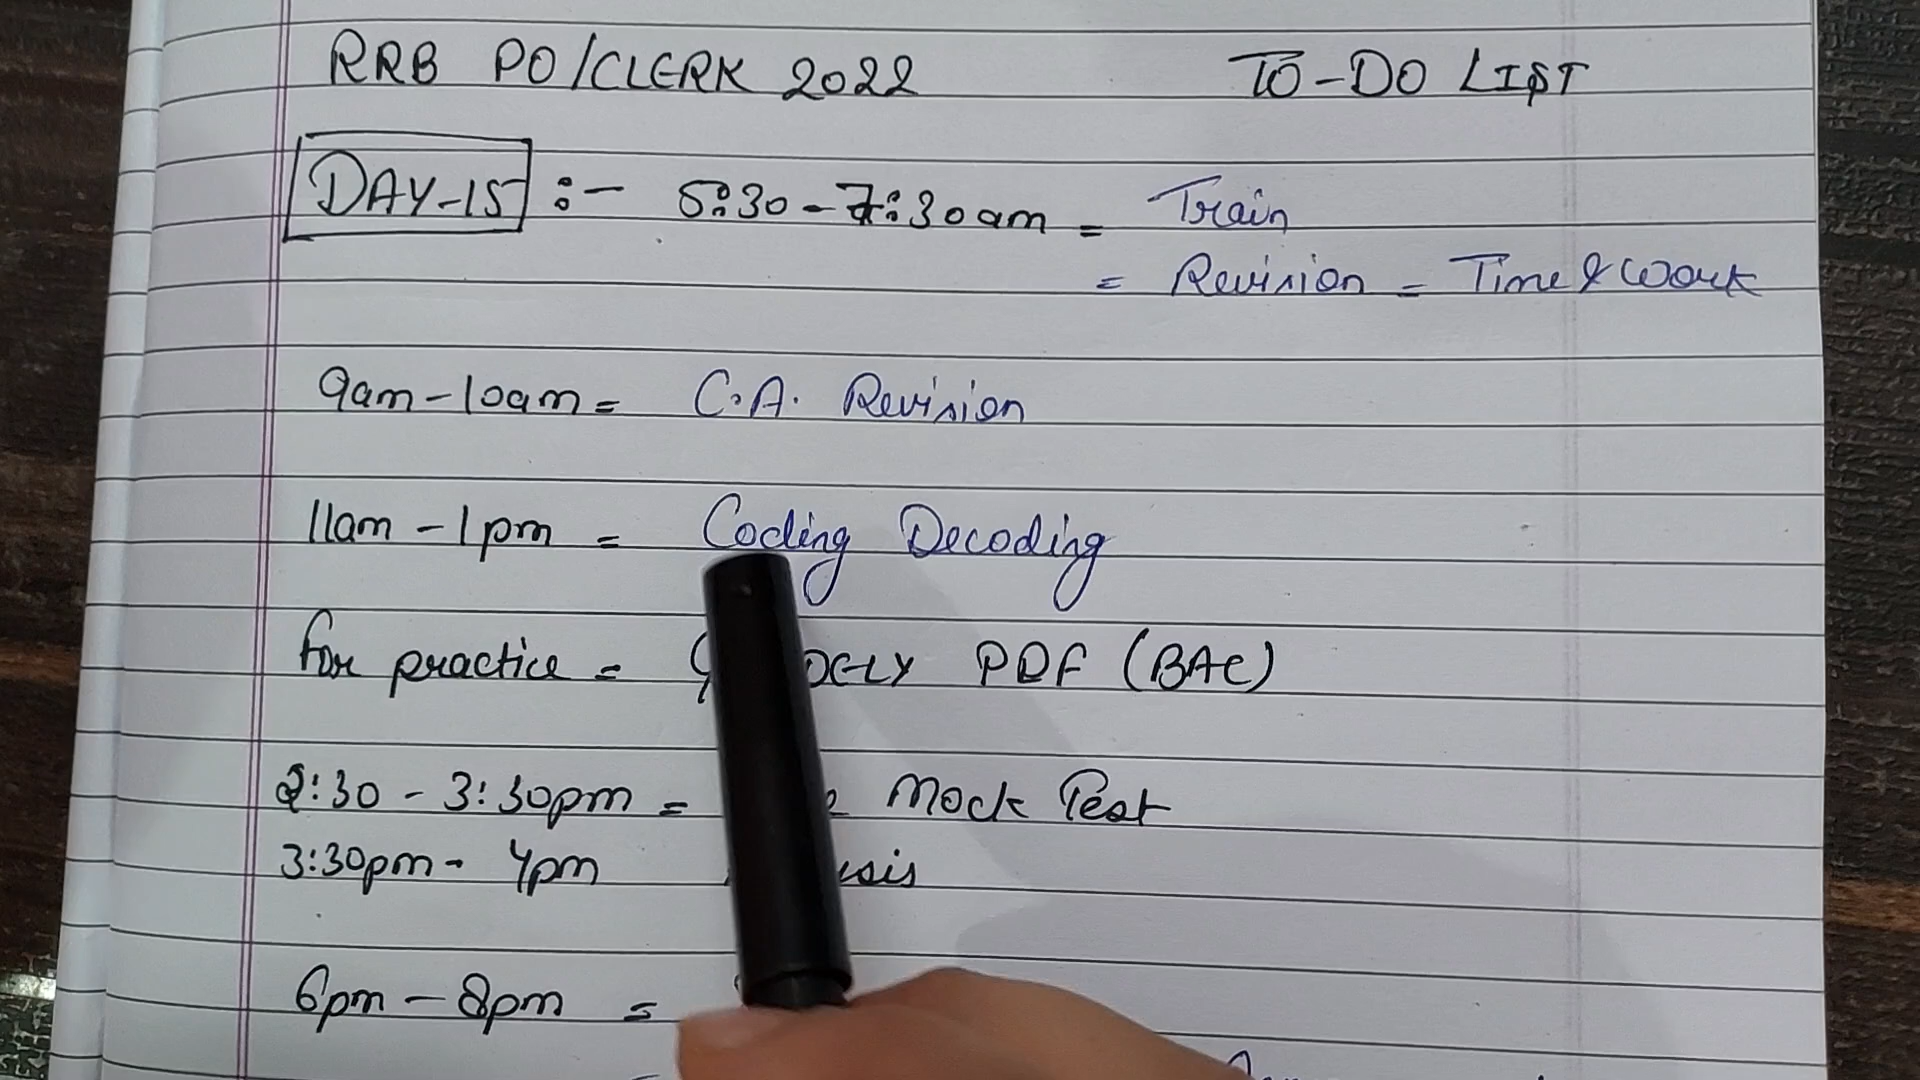 RRB PO/CLERK 2022 TO-DO LIST
DAY-15 :- 5:30-7:30am = Train
= Revision - Time & Work
9am-10am = C.A. Revision
11am-1pm = Coding Decoding
for practice = PDF (BAC)
2:30 - 3:30pm = Mock Test
3:30pm - 4pm
6pm - 8pm =